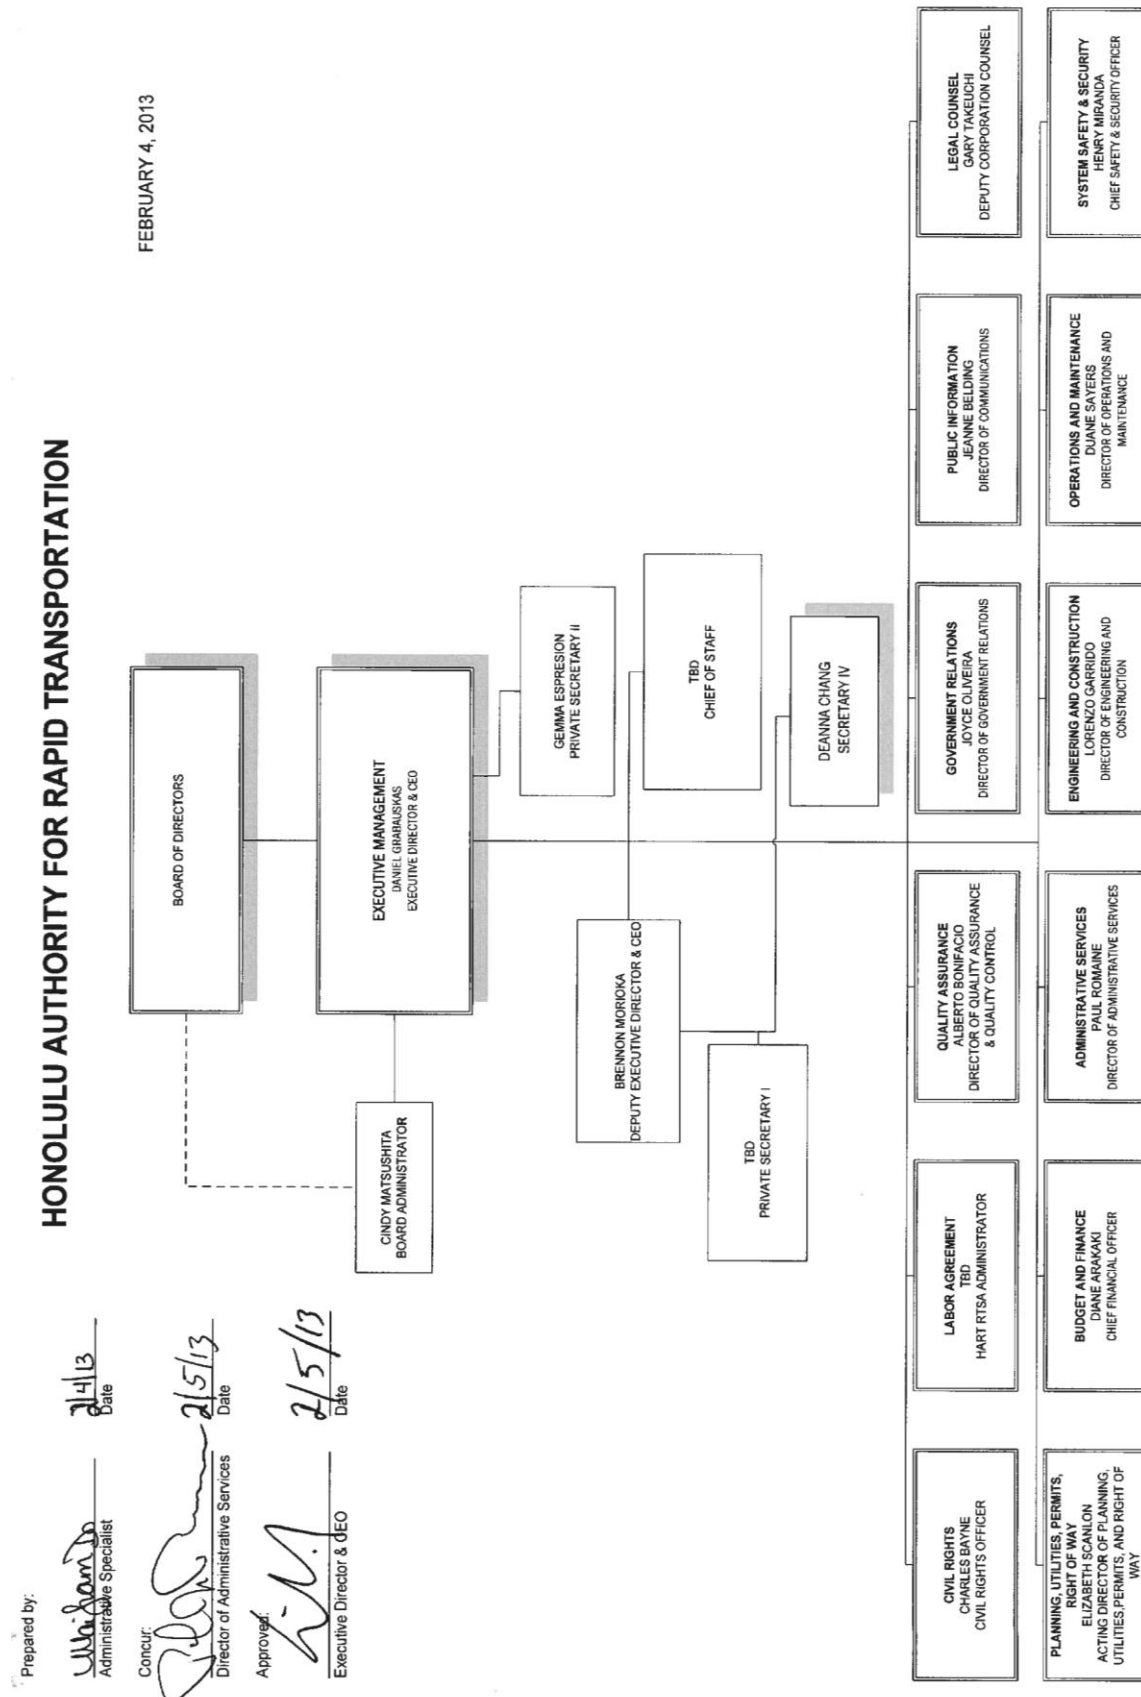 Prepared by:
2/4/13
Administrative Specialist
Date
Concur:
2/5/13
Director of Administrative Services
Date
Approved:
2/5/13
Executive Director & CEO
Date
HONOLULU AUTHORITY FOR RAPID TRANSPORTATION
FEBRUARY 4, 2013
BOARD OF DIRECTORS
EXECUTIVE MANAGEMENT
DANIEL GRABAUSKAS
EXECUTIVE DIRECTOR & CEO
CINDY MATSUSHITA
BOARD ADMINISTRATOR
GEMMA ESPRESION
PRIVATE SECRETARY II
BRENNON MORIOKA
DEPUTY EXECUTIVE DIRECTOR & CEO
TBD
CHIEF OF STAFF
TBD
PRIVATE SECRETARY I
DEANNA CHANG
SECRETARY IV
CIVIL RIGHTS
CHARLES BAYNE
CIVIL RIGHTS OFFICER
LABOR AGREEMENT
TBD
HART RTSA ADMINISTRATOR
QUALITY ASSURANCE
ALBERTO BONIFACIO
DIRECTOR OF QUALITY ASSURANCE
& QUALITY CONTROL
GOVERNMENT RELATIONS
JOYCE OLIVEIRA
DIRECTOR OF GOVERNMENT RELATIONS
PUBLIC INFORMATION
JEANNE BELDING
DIRECTOR OF COMMUNICATIONS
LEGAL COUNSEL
GARY TAKEUCHI
DEPUTY CORPORATION COUNSEL
PLANNING, UTILITIES, PERMITS,
RIGHT OF WAY
ELIZABETH SCANLON
ACTING DIRECTOR OF PLANNING,
UTILITIES,PERMITS, AND RIGHT OF
WAY
BUDGET AND FINANCE
DIANE ARAKAKI
CHIEF FINANCIAL OFFICER
ADMINISTRATIVE SERVICES
PAUL ROMAINE
DIRECTOR OF ADMINISTRATIVE SERVICES
ENGINEERING AND CONSTRUCTION
LORENZO GARRIDO
DIRECTOR OF ENGINEERING AND
CONSTRUCTION
OPERATIONS AND MAINTENANCE
DUANE SAYERS
DIRECTOR OF OPERATIONS AND
MAINTENANCE
SYSTEM SAFETY & SECURITY
HENRY MIRANDA
CHIEF SAFETY & SECURITY OFFICER